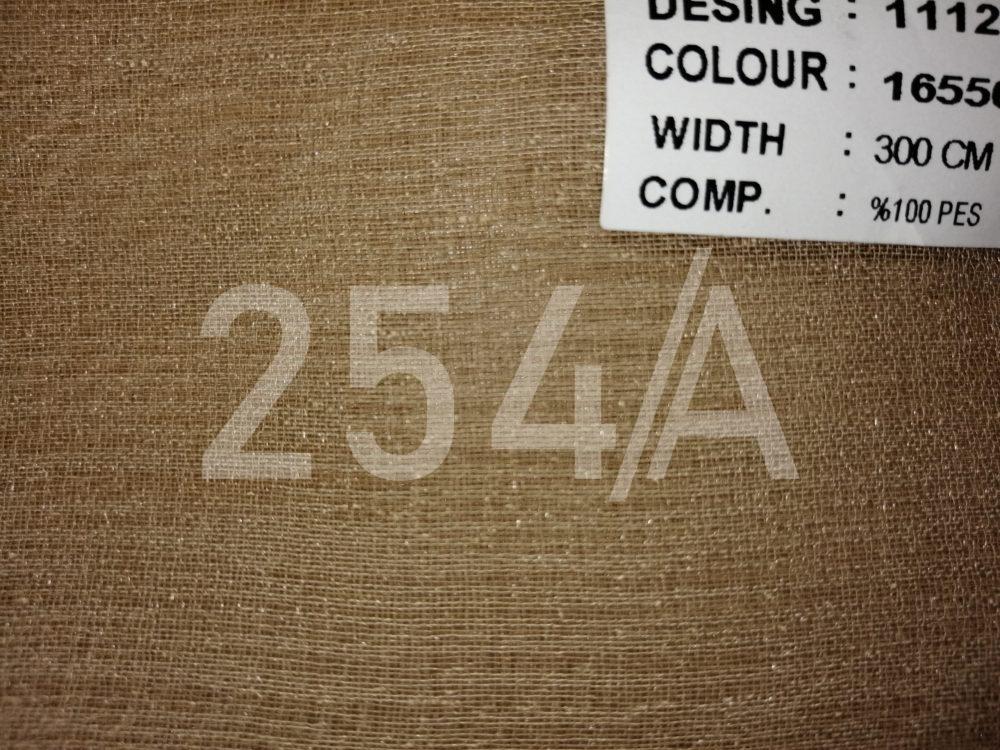 DESING : 1112
COLOUR : 1655
WIDTH : 300 CM
COMP. : %100 PES
254/A